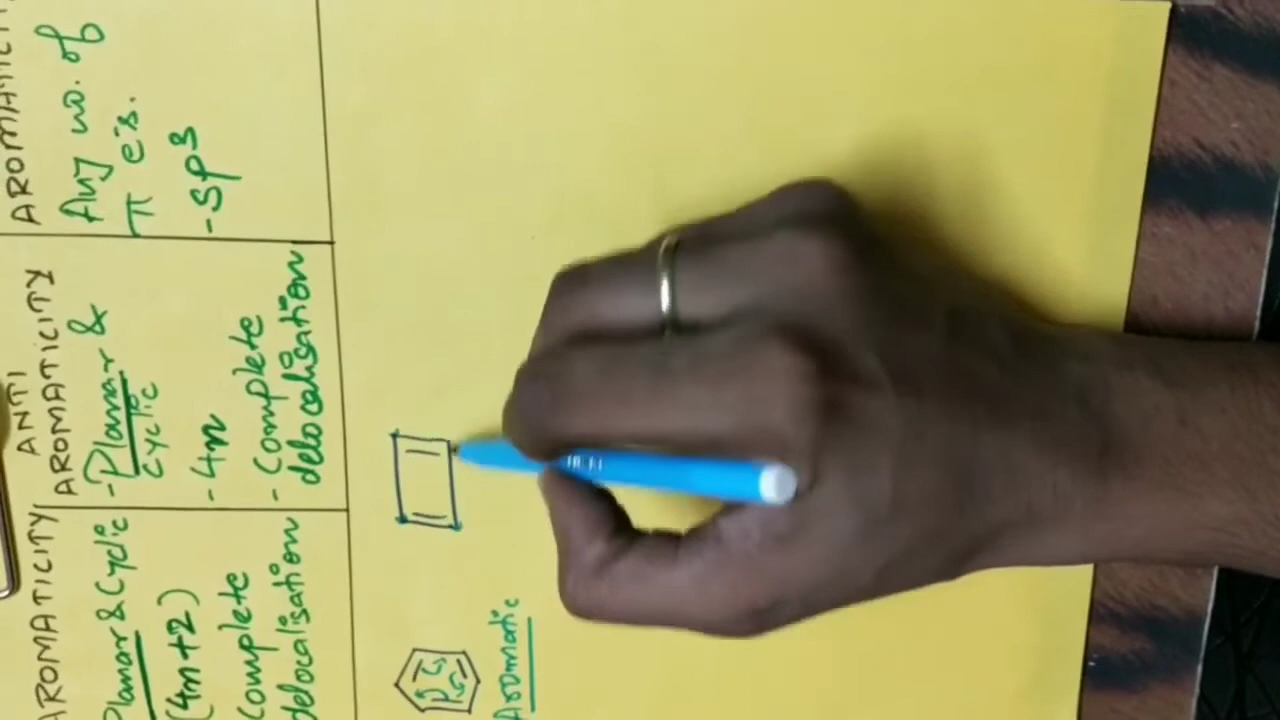 AROMATICITY
Planar & Cyclic
(4n+2)
Complete
delocalisation
ANTI
AROMATICITY
- Planar &
cyclic
- 4n
- Complete
delocalisation
Any no. of
π e⁻s.
- sp3
Aromatic